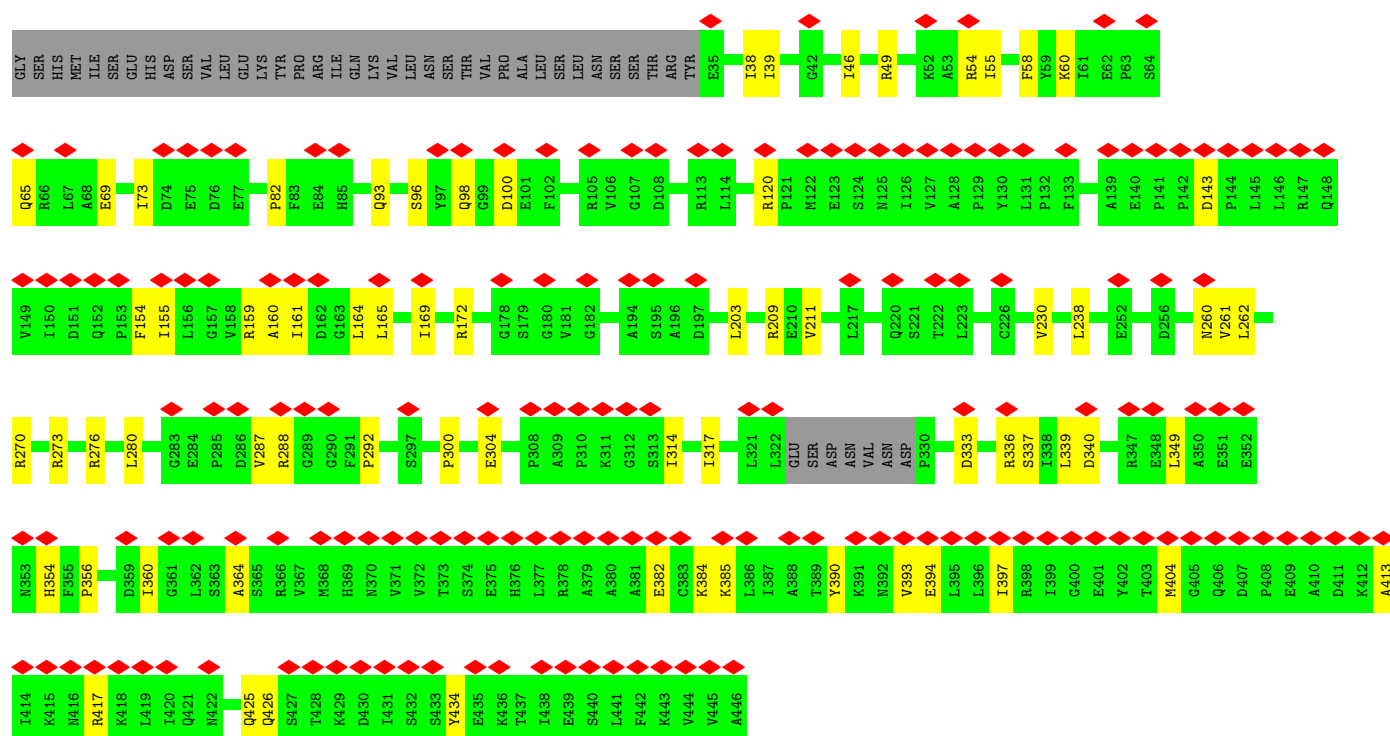 GLY SER HIS MET ILE SER GLU HIS ASP SER VAL LEU GLU LYS TYR PRO ARG ILE GLN LYS VAL LEU ASN SER THR VAL PRO ALA LEU SER LEU ASN SER SER THR ARG TYR E35 I38 I39 G42 I46 R49 K52 A53 R54 I55 F58 Y59 K60 I61 E62 P63 S64
Q65 R66 L67 A68 E69 I73 D74 E75 D76 E77 P82 F83 E84 H85 Q93 S96 Y97 Q98 G99 D100 E101 F102 R105 V106 G107 D108 R113 L114 R120 P121 M122 E123 S124 N125 I126 V127 A128 P129 Y130 L131 P132 F133 A139 E140 P141 P142 D143 P144 L145 L146 R147 Q148
V149 I150 D151 Q152 P153 F154 I155 L156 G157 V158 R159 A160 I161 D162 G163 L164 L165 I169 R172 G178 S179 G180 V181 G182 A194 S195 A196 D197 L203 R209 E210 V211 L217 Q220 S221 T222 L223 C226 V230 L238 E252 D256 N260 V261 L262
R270 R273 R276 L280 G283 E284 P285 D286 V287 R288 G289 G290 F291 P292 S297 P300 E304 P308 A309 P310 K311 G312 S313 I314 I317 L321 L322 GLU SER ASP ASN VAL ASN ASP P330 D333 R336 S337 I338 L339 D340 R347 E348 L349 A350 E351 E352
N353 H354 F355 P356 D359 I360 G361 L362 S363 A364 S365 R366 V367 M368 H369 N370 V371 V372 T373 S374 E375 H376 L377 R378 A379 A380 A381 E382 C383 K384 K385 L386 I387 A388 T389 Y390 K391 N392 V393 E394 L395 L396 I397 R398 I399 G400 E401 Y402 T403 M404 G405 Q406 D407 P408 E409 A410 D411 K412 A413
I414 K415 N416 R417 K418 L419 I420 Q421 N422 Q425 Q426 S427 T428 K429 D430 I431 S432 S433 Y434 E435 K436 T437 I438 E439 S440 L441 F442 K443 V444 V445 A446